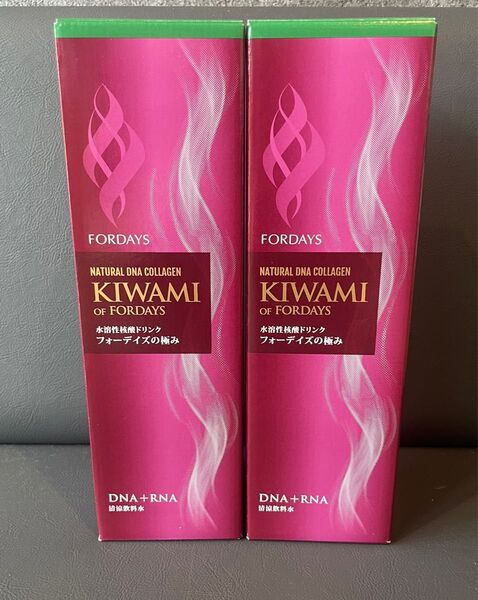 FORDAYS
NATURAL DNA COLLAGEN
KIWAMI
OF FORDAYS
水溶性核酸ドリンク
フォーデイズの極み
DNA+RNA
清涼飲料水
FORDAYS
NATURAL DNA COLLAGEN
KIWAMI
OF FORDAYS
水溶性核酸ドリンク
フォーデイズの極み
DNA+RNA
清涼飲料水